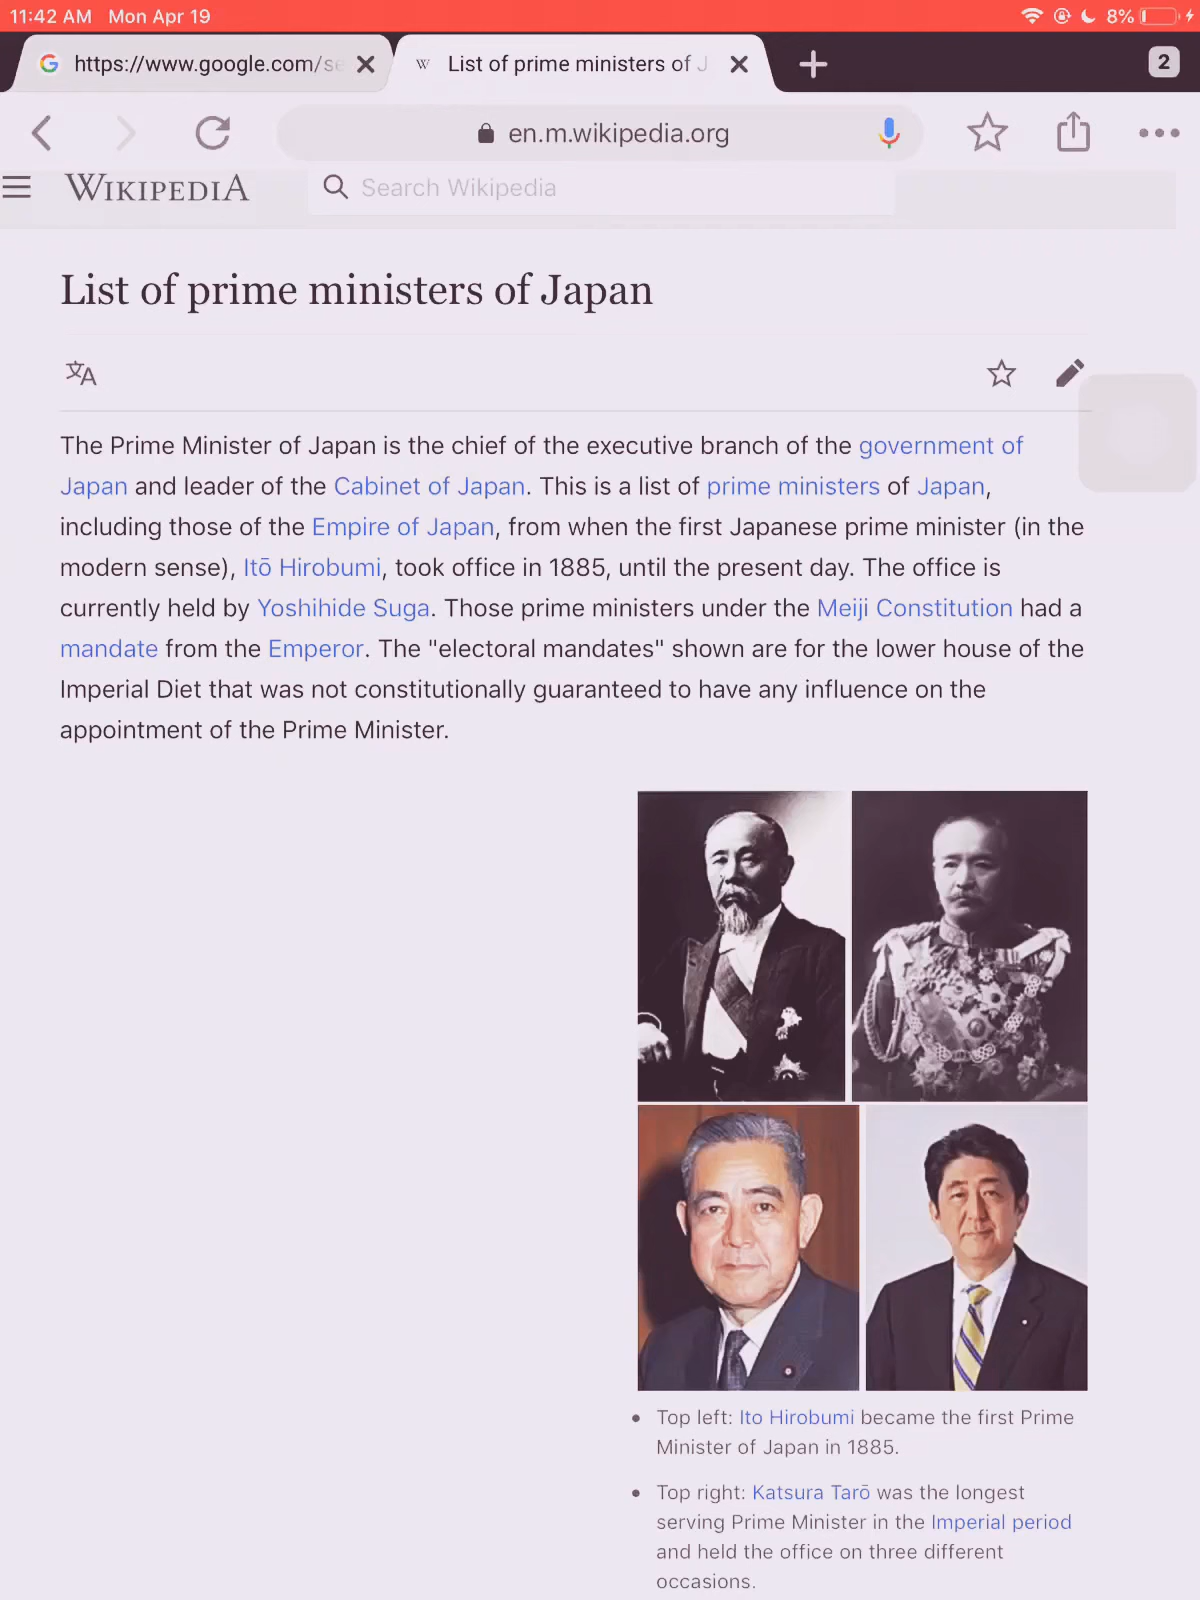 11:42 AM Mon Apr 19
8%
https://www.google.com/se
W List of prime ministers of J
2
en.m.wikipedia.org
WIKIPEDIA
Search Wikipedia
List of prime ministers of Japan
文A
The Prime Minister of Japan is the chief of the executive branch of the government of
Japan and leader of the Cabinet of Japan. This is a list of prime ministers of Japan,
including those of the Empire of Japan, from when the first Japanese prime minister (in the
modern sense), Itō Hirobumi, took office in 1885, until the present day. The office is
currently held by Yoshihide Suga. Those prime ministers under the Meiji Constitution had a
mandate from the Emperor. The "electoral mandates" shown are for the lower house of the
Imperial Diet that was not constitutionally guaranteed to have any influence on the
appointment of the Prime Minister.
• Top left: Ito Hirobumi became the first Prime
Minister of Japan in 1885.
• Top right: Katsura Tarō was the longest
serving Prime Minister in the Imperial period
and held the office on three different
occasions.